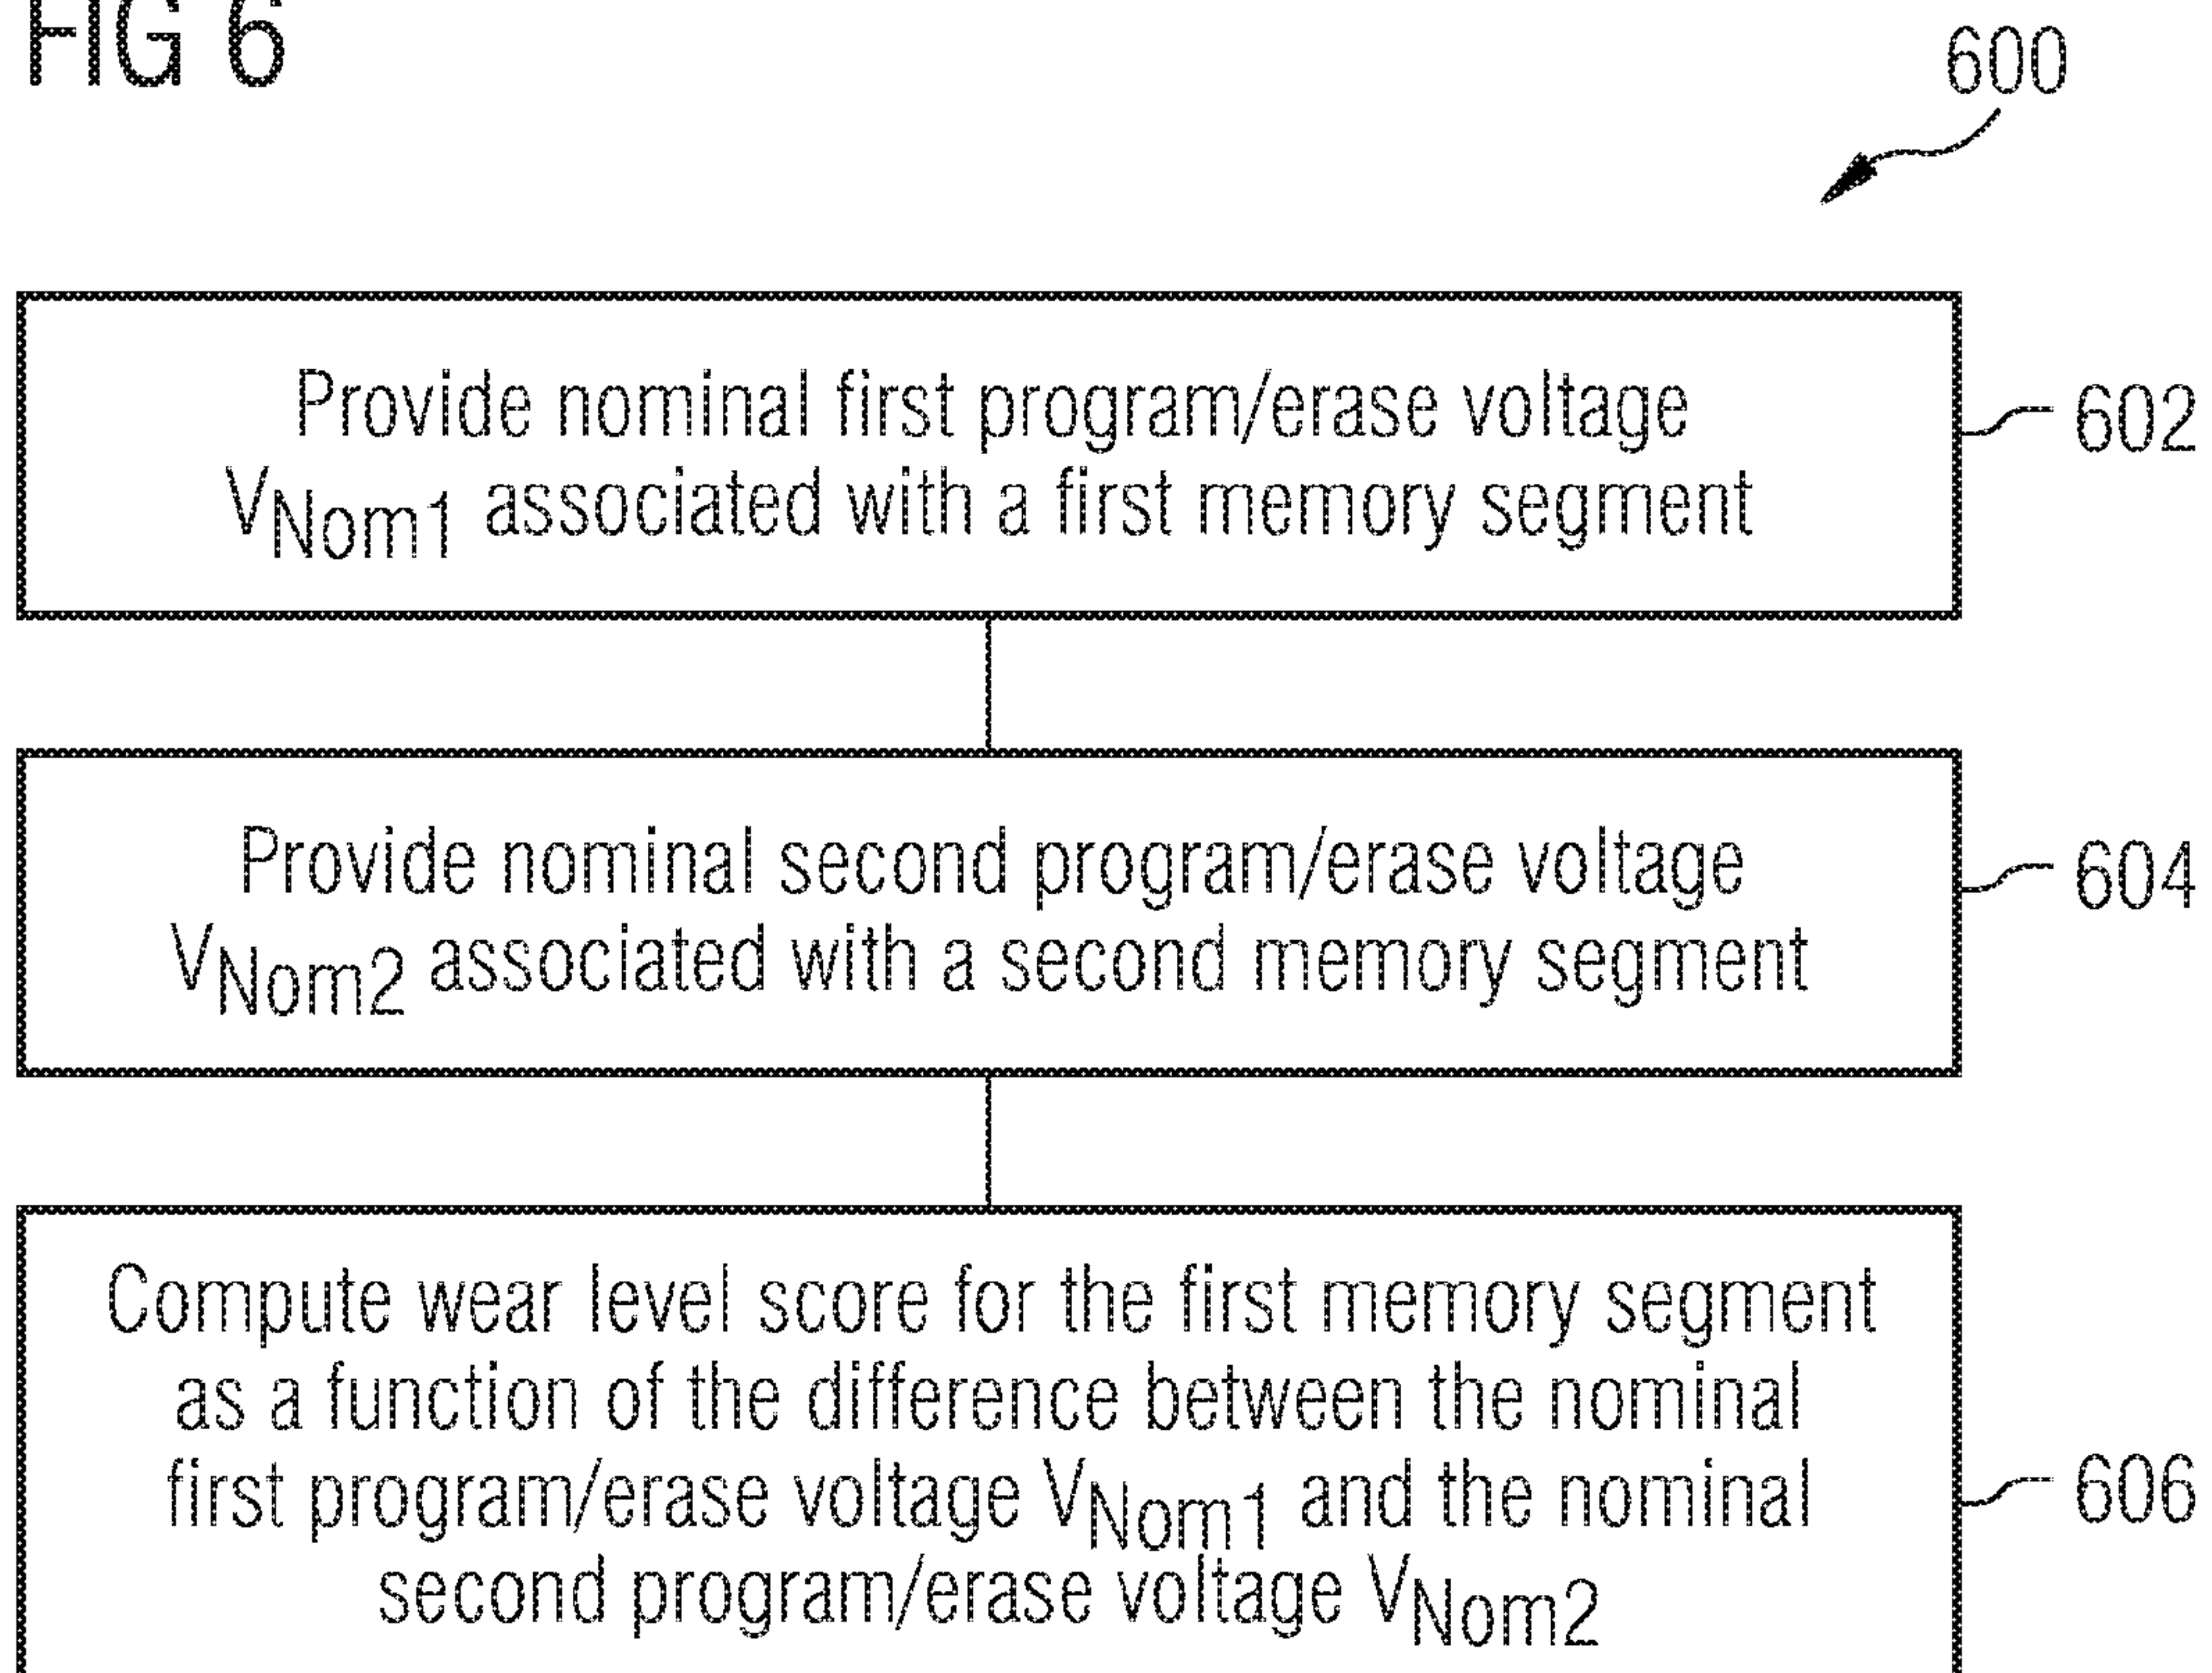 FIG 6
600
Provide nominal first program/erase voltage
VNom1 associated with a first memory segment
602
Provide nominal second program/erase voltage
VNom2 associated with a second memory segment
604
Compute wear level score for the first memory segment
as a function of the difference between the nominal
first program/erase voltage VNom1 and the nominal
second program/erase voltage VNom2
606